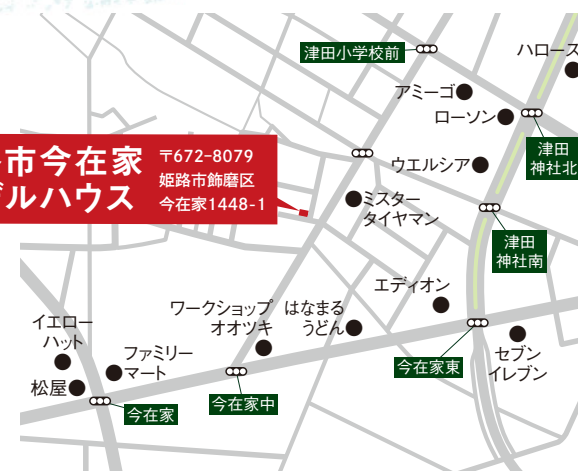 津田小学校前
ハローズ
アミーゴ
ローソン
津田
神社北
市今在家
ルハウス
〒672-8079
姫路市飾磨区
今在家1448-1
ウエルシア
ミスター
タイヤマン
津田
神社南
エディオン
ワークショップ
オオツキ
はなまる
うどん
イエロー
ハット
ファミリー
マート
松屋
今在家
今在家中
今在家東
セブン
イレブン